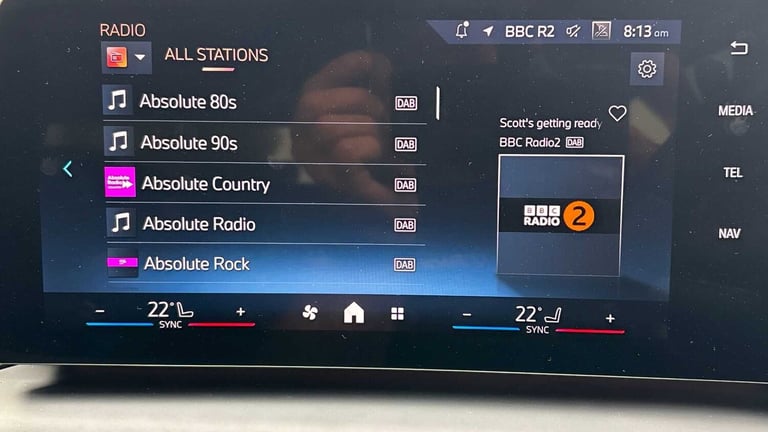 RADIO
ALL STATIONS
BBC R2
8:13 am
Absolute 80s DAB
Absolute 90s DAB
Absolute Country DAB
Absolute Radio DAB
Absolute Rock DAB
Scott's getting ready
BBC Radio2 DAB
BBC
RADIO 2
MEDIA
TEL
NAV
− 22° +
SYNC
− 22° +
SYNC